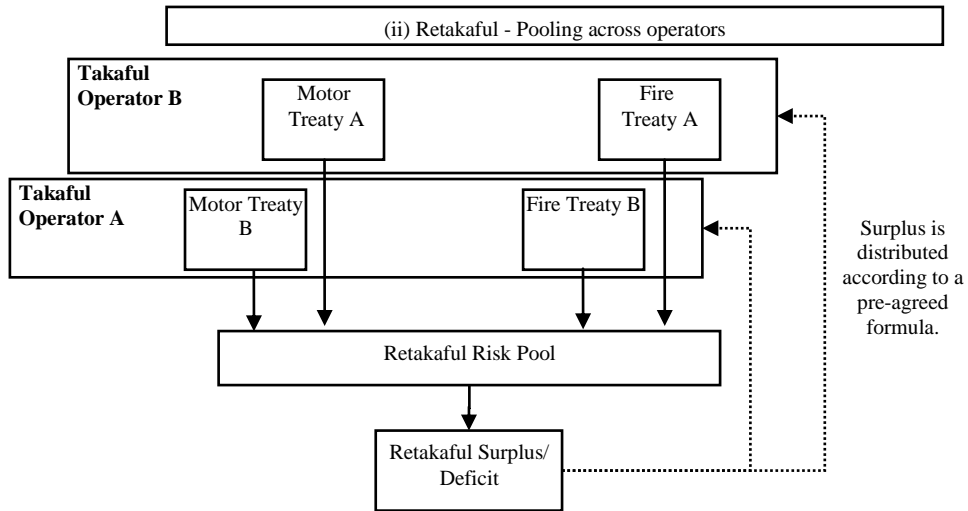 (ii) Retakaful - Pooling across operators
Takaful
Operator B
Motor
Treaty A
Fire
Treaty A
Takaful
Operator A
Motor Treaty
B
Fire Treaty B
Surplus is
distributed
according to a
pre-agreed
formula.
Retakaful Risk Pool
Retakaful Surplus/
Deficit